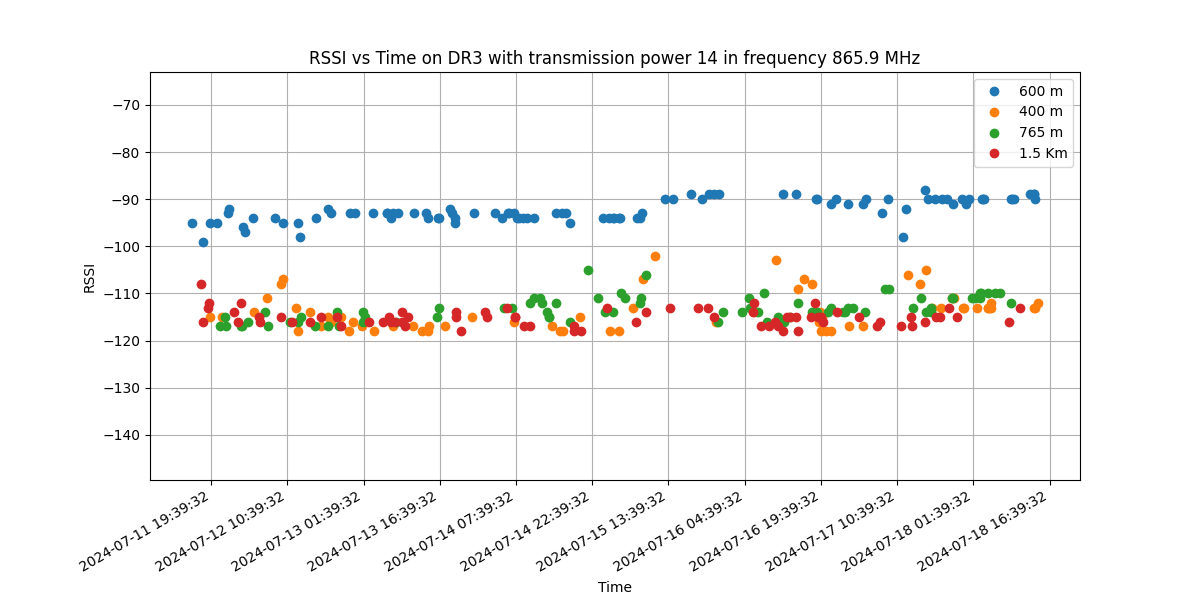 RSSI vs Time on DR3 with transmission power 14 in frequency 865.9 MHz
600 m
400 m
765 m
1.5 Km
RSSI
−70
−80
−90
−100
−110
−120
−130
−140
2024-07-11 19:39:32
2024-07-12 10:39:32
2024-07-13 01:39:32
2024-07-13 16:39:32
2024-07-14 07:39:32
2024-07-14 22:39:32
2024-07-15 13:39:32
2024-07-16 04:39:32
2024-07-16 19:39:32
2024-07-17 10:39:32
2024-07-18 01:39:32
2024-07-18 16:39:32
Time